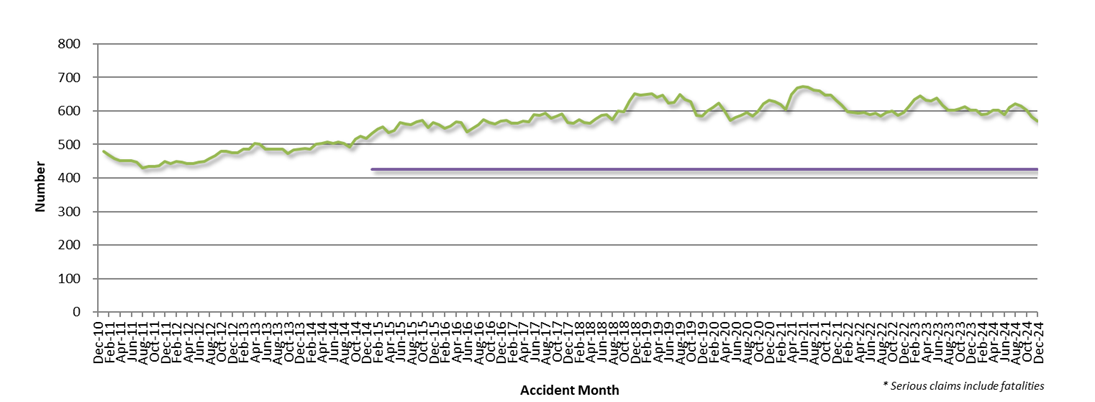 800
700
600
500
400
300
200
100
0
Number
Dec-10
Feb-11
Apr-11
Jun-11
Aug-11
Oct-11
Dec-11
Feb-12
Apr-12
Jun-12
Aug-12
Oct-12
Dec-12
Feb-13
Apr-13
Jun-13
Aug-13
Oct-13
Dec-13
Feb-14
Apr-14
Jun-14
Aug-14
Oct-14
Dec-14
Feb-15
Apr-15
Jun-15
Aug-15
Oct-15
Dec-15
Feb-16
Apr-16
Jun-16
Aug-16
Oct-16
Dec-16
Feb-17
Apr-17
Jun-17
Aug-17
Oct-17
Dec-17
Feb-18
Apr-18
Jun-18
Aug-18
Oct-18
Dec-18
Feb-19
Apr-19
Jun-19
Aug-19
Oct-19
Dec-19
Feb-20
Apr-20
Jun-20
Aug-20
Oct-20
Dec-20
Feb-21
Apr-21
Jun-21
Aug-21
Oct-21
Dec-21
Feb-22
Apr-22
Jun-22
Aug-22
Oct-22
Dec-22
Feb-23
Apr-23
Jun-23
Aug-23
Oct-23
Dec-23
Feb-24
Apr-24
Jun-24
Aug-24
Oct-24
Dec-24
Accident Month
* Serious claims include fatalities